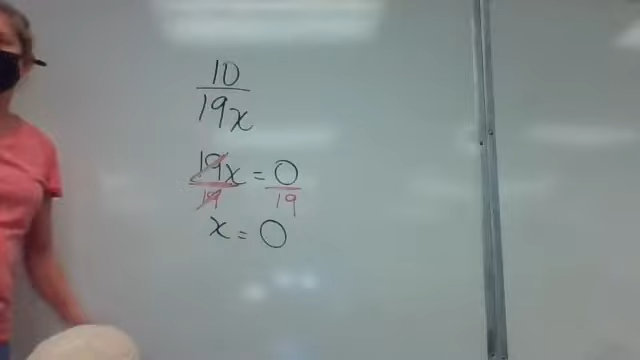 10
19x
19x = 0
19 19
x = 0